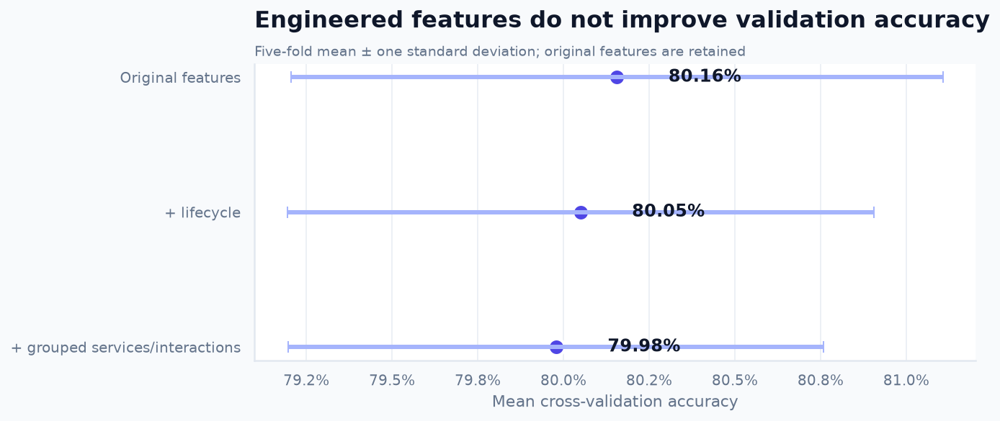 Engineered features do not improve validation accuracy
Five-fold mean ± one standard deviation; original features are retained
Original features
80.16%
+ lifecycle
80.05%
+ grouped services/interactions
79.98%
79.2%
79.5%
79.8%
80.0%
80.2%
80.5%
80.8%
81.0%
Mean cross-validation accuracy